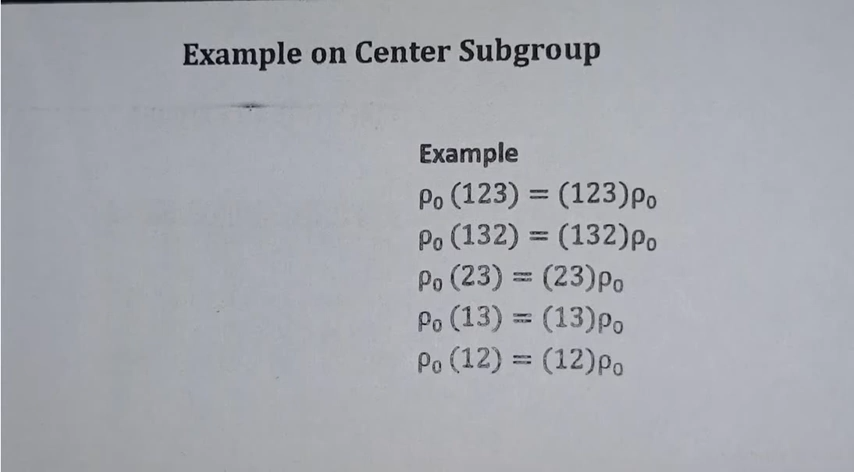 Example on Center Subgroup
Example
ρ₀ (123) = (123)ρ₀
ρ₀ (132) = (132)ρ₀
ρ₀ (23) = (23)ρ₀
ρ₀ (13) = (13)ρ₀
ρ₀ (12) = (12)ρ₀